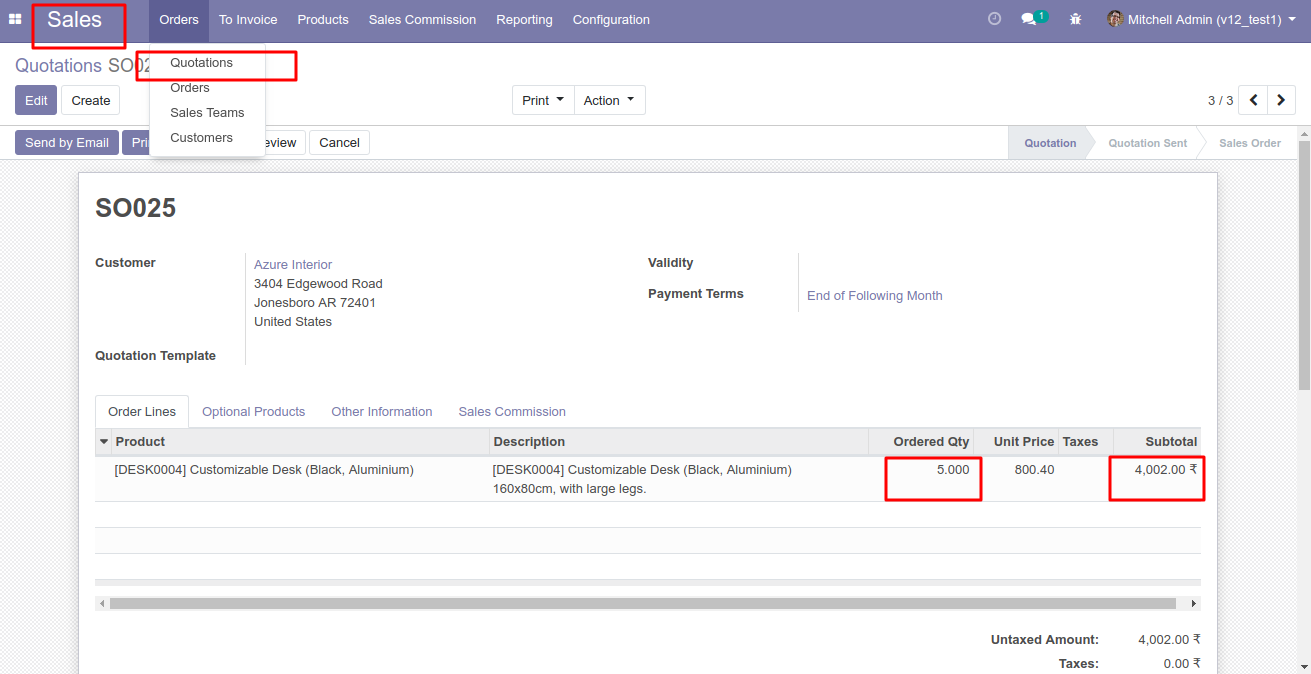 Sales Orders To Invoice Products Sales Commission Reporting Configuration 1 Mitchell Admin (v12_test1)
Quotations
Orders
Sales Teams
Customers
Quotations
Edit Create Print Action 3 / 3
Send by Email Cancel Quotation Quotation Sent Sales Order
SO025
Customer Azure Interior
3404 Edgewood Road
Jonesboro AR 72401
United States
Quotation Template
Validity
Payment Terms End of Following Month
Order Lines Optional Products Other Information Sales Commission
Product Description Ordered Qty Unit Price Taxes Subtotal
[DESK0004] Customizable Desk (Black, Aluminium) [DESK0004] Customizable Desk (Black, Aluminium) 5.000 800.40 4,002.00 ₹
160x80cm, with large legs.
Untaxed Amount: 4,002.00 ₹
Taxes: 0.00 ₹